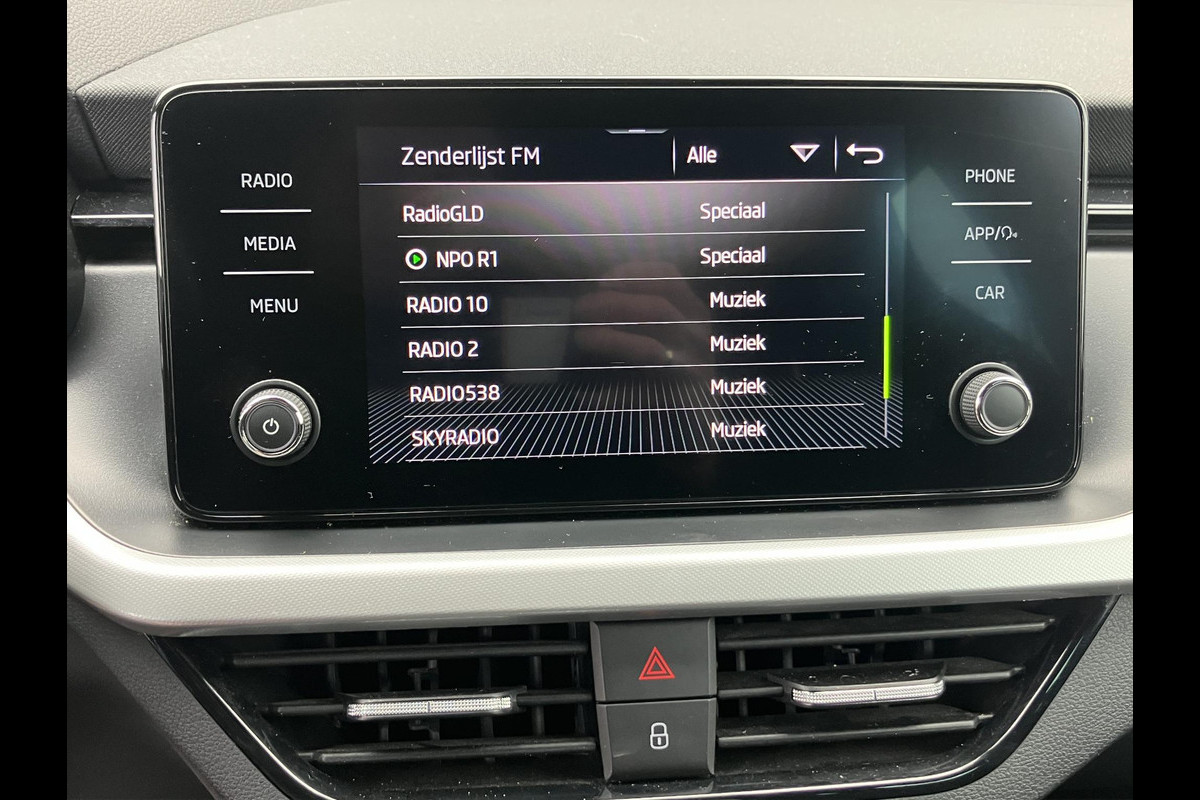 Zenderlijst FM Alle
RADIO
MEDIA
MENU
RadioGLD Speciaal
NPO R1 Speciaal
RADIO 10 Muziek
RADIO 2 Muziek
RADIO538 Muziek
SKYRADIO Muziek
PHONE
APP/
CAR